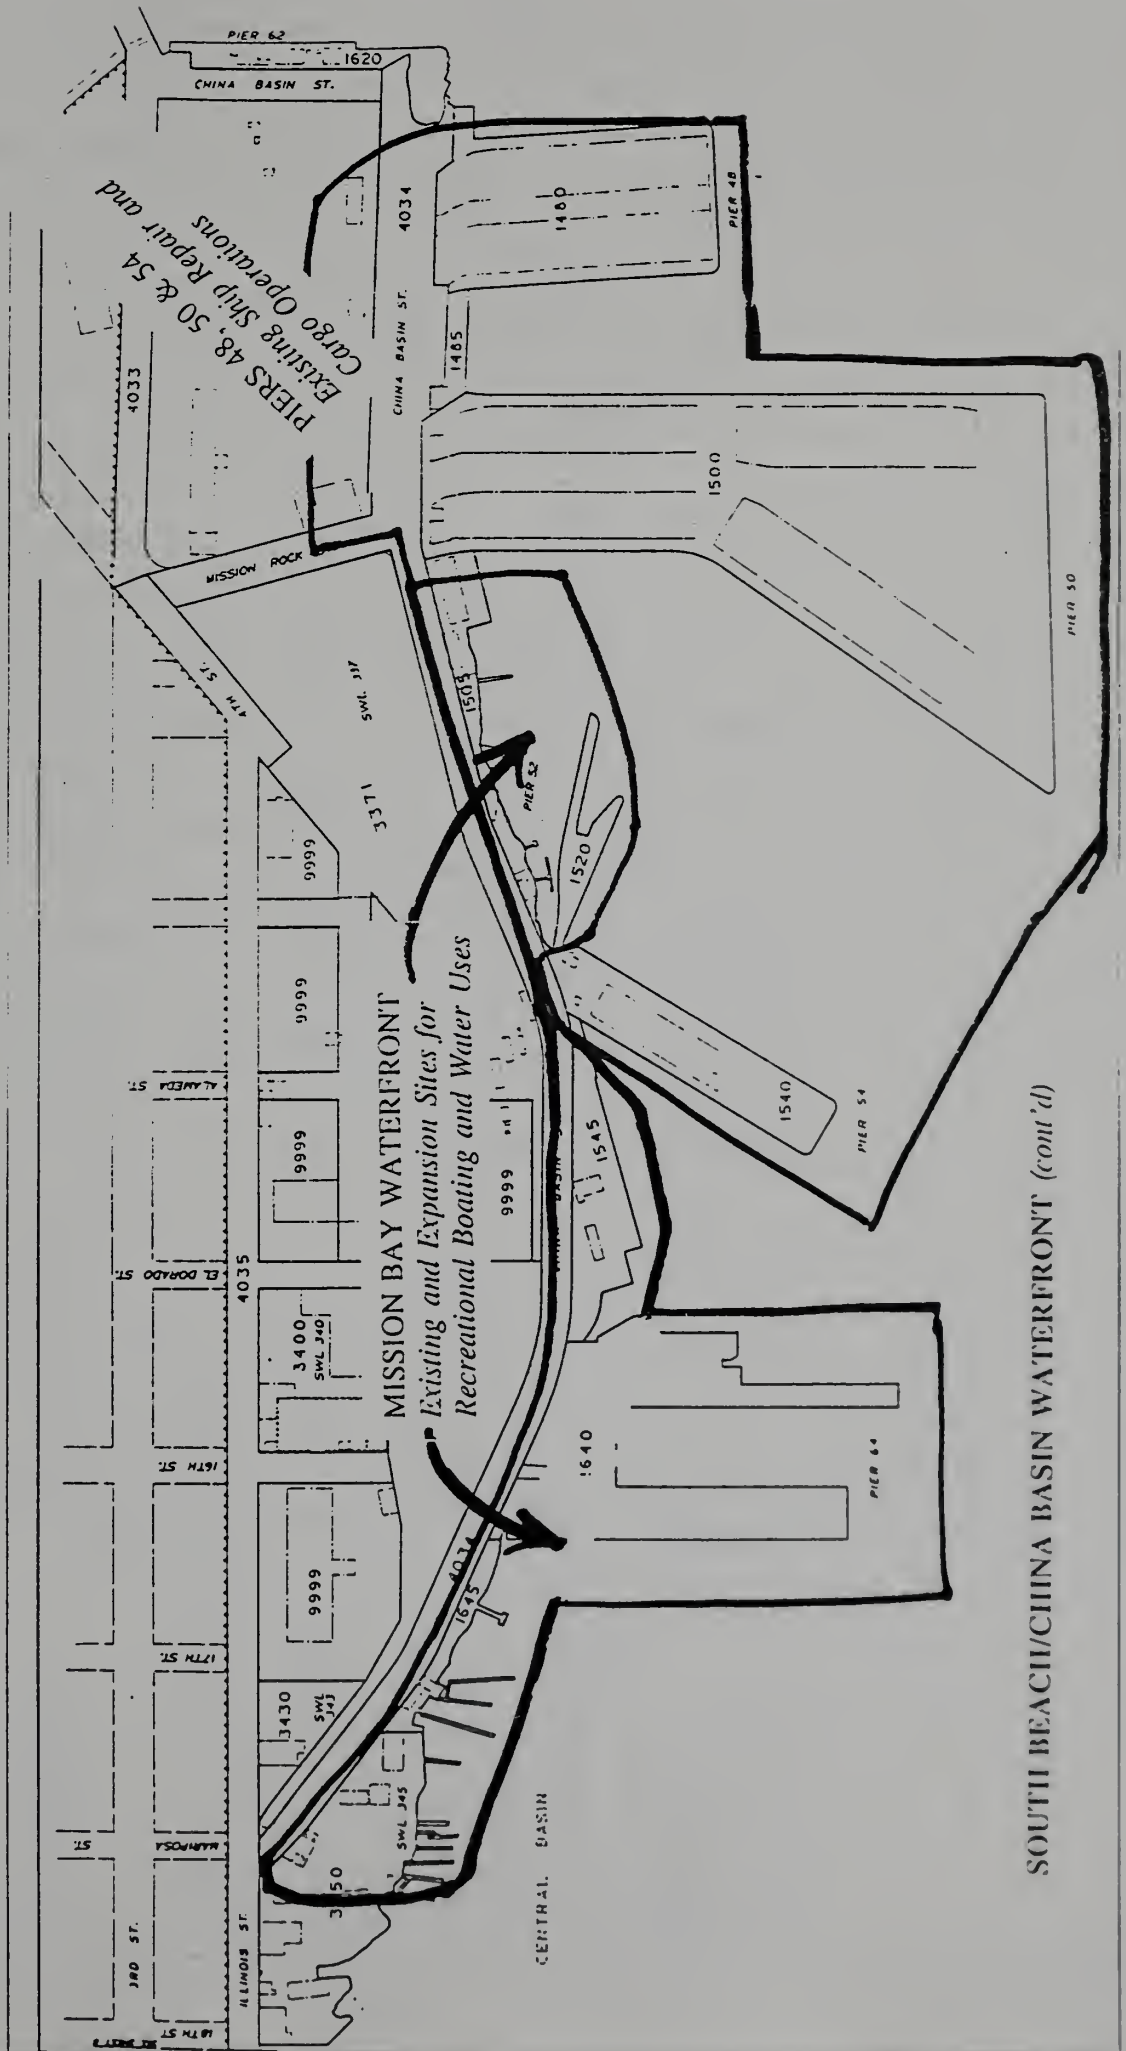 PIER 62
1620
CHINA BASIN ST.
PIERS 48, 50 & 54
Existing Ship Repair and
Cargo Operations
4033
4034
CHINA BASIN ST.
1480
PIER 48
1485
1500
PIER 50
MISSION ROCK
4TH ST.
SWL 337
3371
1505
PIER 52
1520
9999
9999
ALAMEDA ST.
9999
9999
MISSION BAY WATERFRONT
Existing and Expansion Sites for
Recreational Boating and Water Uses
BASIN
1545
1540
PIER 54
EL DORADO ST.
4035
3400
SWL 340
16TH ST.
1640
PIER 64
9999
4034
1645
17TH ST.
3430
SWL 343
SWL 345
MARIPOSA ST.
3RD ST.
ILLINOIS ST.
18TH ST
CENTRAL BASIN
SOUTH BEACH/CHINA BASIN WATERFRONT (cont'd)